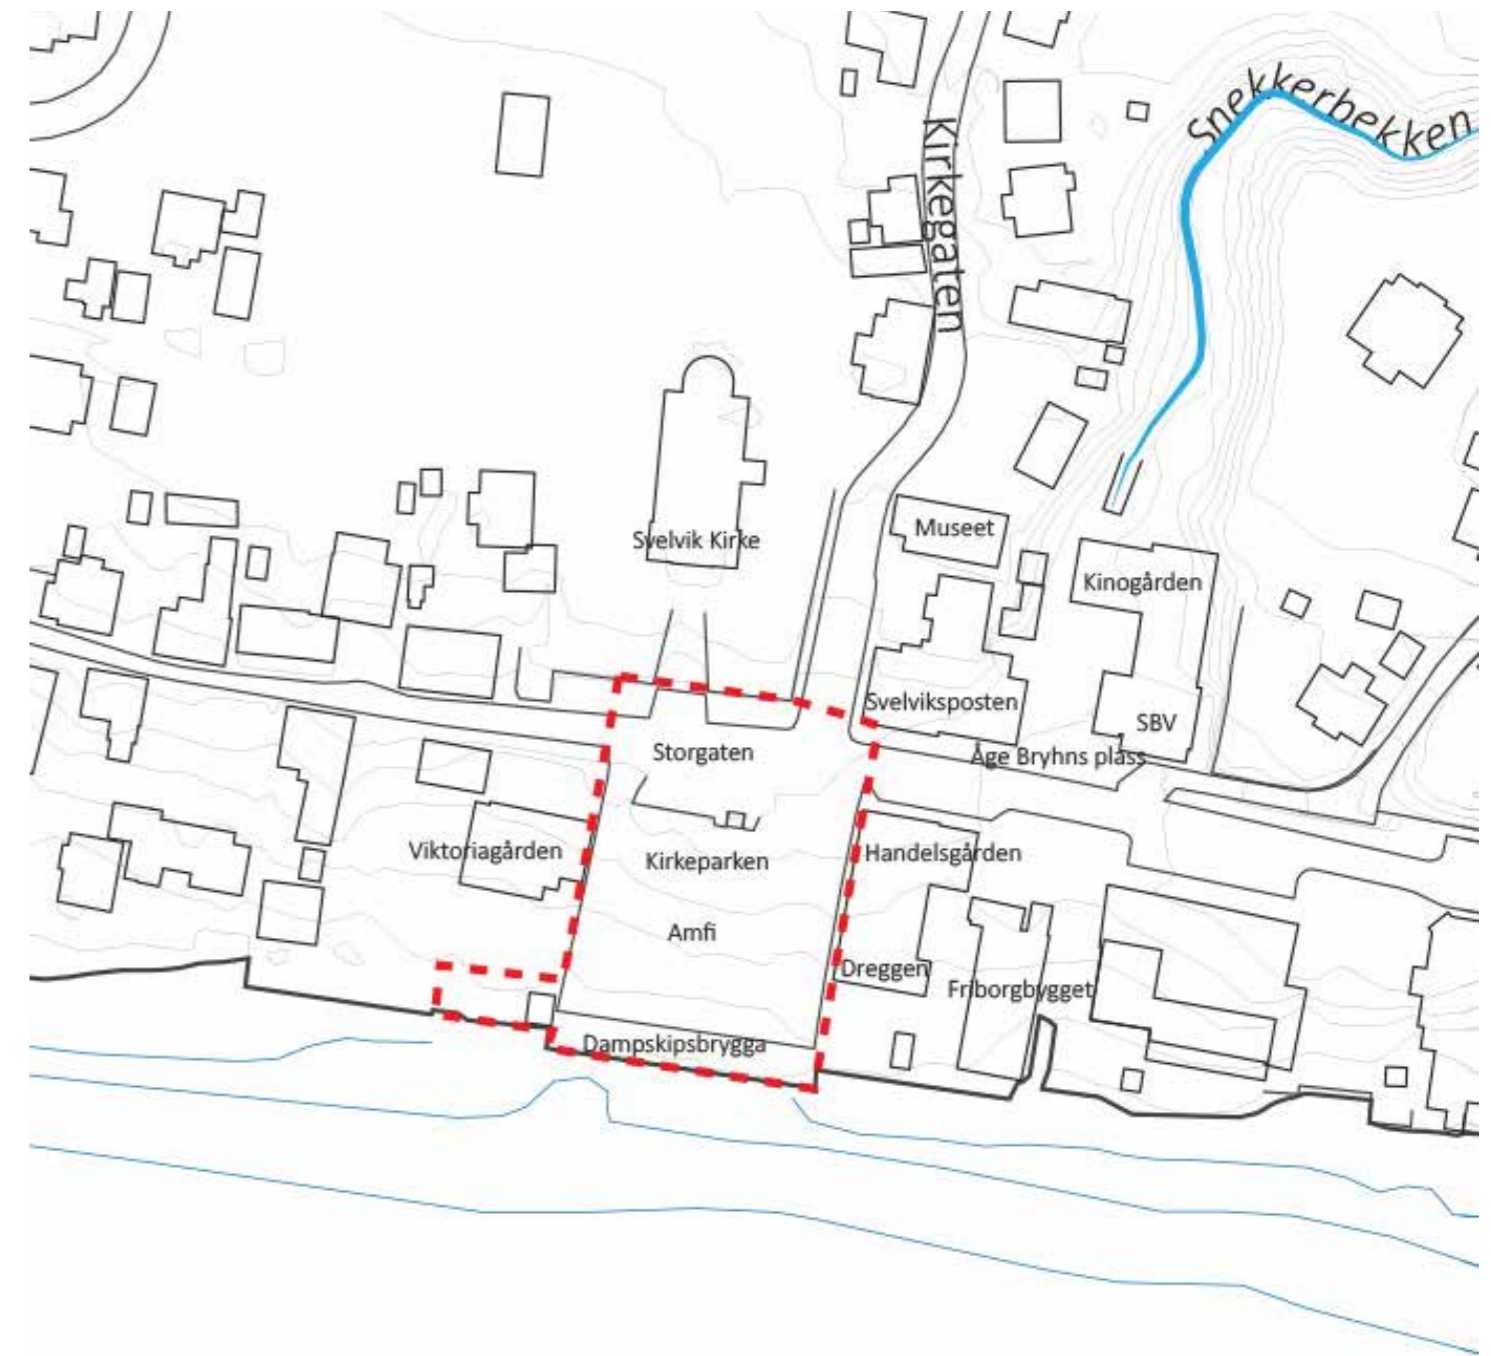 Snekkerbekken
Kirkegaten
Museet
Svelvik Kirke
Kinogården
Svelviksposten
SBV
Storgaten
Åge Bryhns plass
Viktoriagården
Kirkeparken
Handelsgården
Amfi
Dreggen
Friborgbygget
Dampskipsbrygga